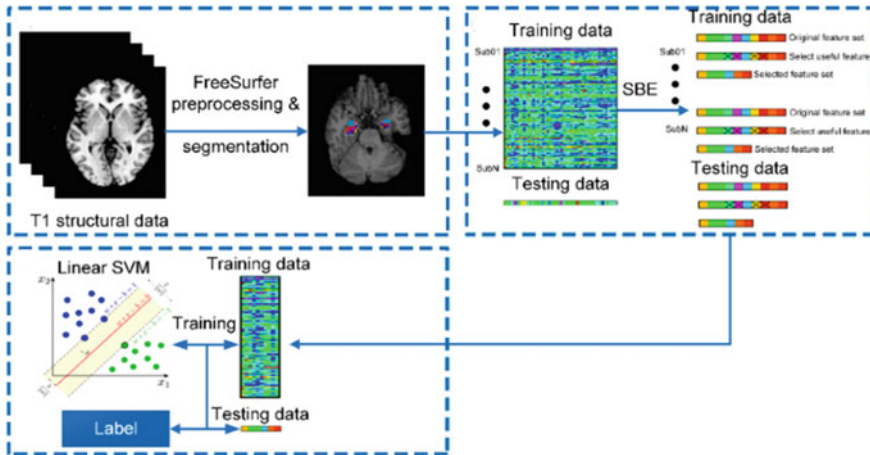 T1 structural data
FreeSurfer
preprocessing &
segmentation
Training data
Sub01
SubN
Testing data
SBE
Training data
Sub01
SubN
Original feature set
Select useful feature
Selected feature set
Original feature set
Select useful feature
Selected feature set
Testing data
Linear SVM
x₂
x₁
Training
Training data
Testing data
Label